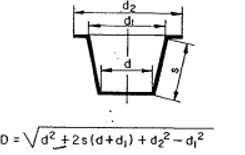 d₂
d₁
d
s
D = √d² + 2s(d+d₁) + d₂² − d₁²